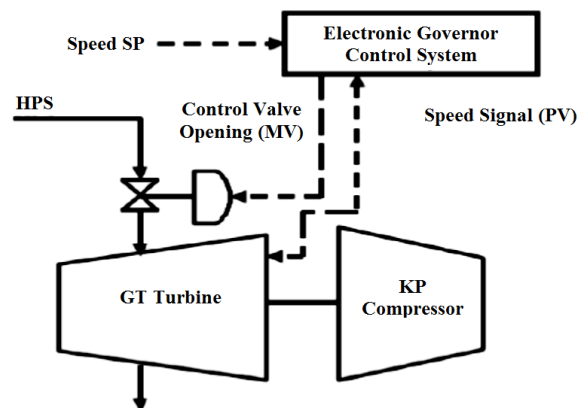 Electronic Governor
Control System
Speed SP
HPS
Control Valve
Opening (MV)
Speed Signal (PV)
GT Turbine
KP
Compressor